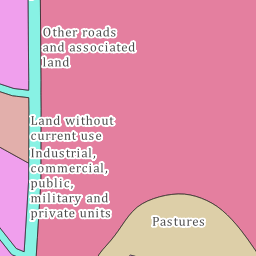 Other roads
and associated
land
Land without
current use
Industrial,
commercial,
public,
military and
private units
Pastures